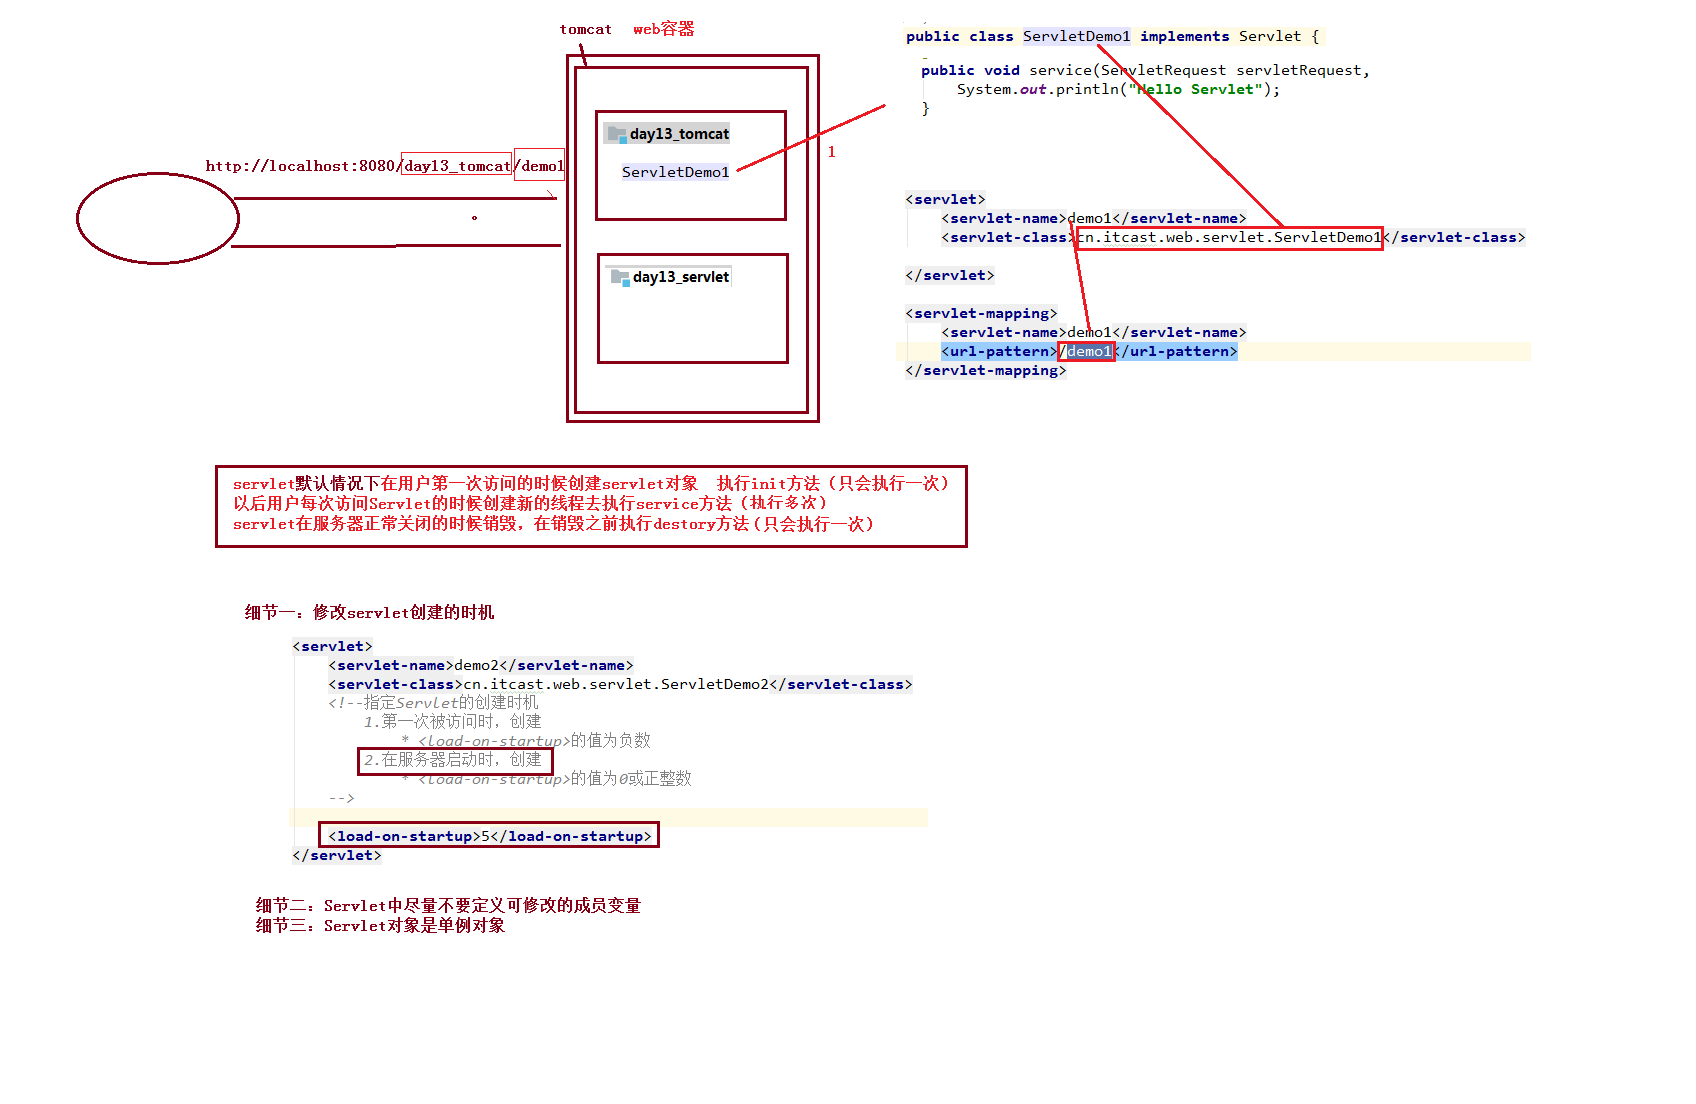 tomcat web容器
http://localhost:8080/day13_tomcat/demo1
day13_tomcat
ServletDemo1
day13_servlet
1
public class ServletDemo1 implements Servlet {
public void service(ServletRequest servletRequest,
System.out.println("Hello Servlet");
}
<servlet>
<servlet-name>demo1</servlet-name>
<servlet-class>cn.itcast.web.servlet.ServletDemo1</servlet-class>
</servlet>
<servlet-mapping>
<servlet-name>demo1</servlet-name>
<url-pattern>/demo1</url-pattern>
</servlet-mapping>
servlet默认情况下在用户第一次访问的时候创建servlet对象 执行init方法（只会执行一次）
以后用户每次访问Servlet的时候创建新的线程去执行service方法（执行多次）
servlet在服务器正常关闭的时候销毁，在销毁之前执行destory方法（只会执行一次）
细节一：修改servlet创建的时机
<servlet>
<servlet-name>demo2</servlet-name>
<servlet-class>cn.itcast.web.servlet.ServletDemo2</servlet-class>
<!--指定Servlet的创建时机
1.第一次被访问时，创建
* <load-on-startup>的值为负数
2.在服务器启动时，创建
* <load-on-startup>的值为0或正整数
-->
<load-on-startup>5</load-on-startup>
</servlet>
细节二：Servlet中尽量不要定义可修改的成员变量
细节三：Servlet对象是单例对象